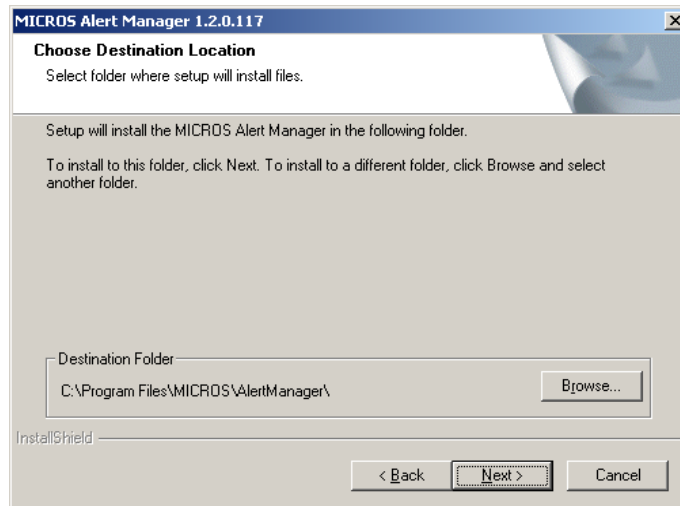 MICROS Alert Manager 1.2.0.117
Choose Destination Location
Select folder where setup will install files.
Setup will install the MICROS Alert Manager in the following folder.
To install to this folder, click Next. To install to a different folder, click Browse and select
another folder.
Destination Folder
C:\Program Files\MICROS\AlertManager\
Browse...
InstallShield
< Back
Next >
Cancel